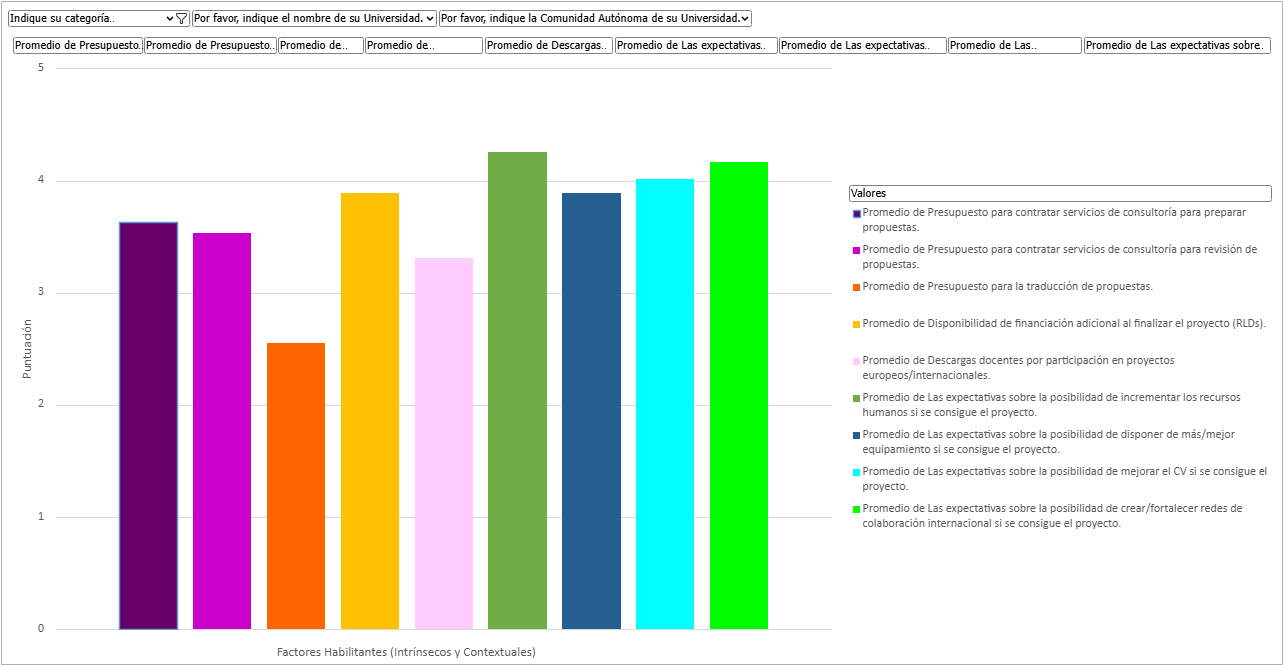 Indique su categoría..
Por favor, indique el nombre de su Universidad.
Por favor, indique la Comunidad Autónoma de su Universidad.
Promedio de Presupuesto..
Promedio de Presupuesto..
Promedio de..
Promedio de..
Promedio de Descargas..
Promedio de Las expectativas..
Promedio de Las expectativas..
Promedio de Las..
Promedio de Las expectativas sobre..
5
4
3
2
1
0
Puntuación
Factores Habilitantes (Intrínsecos y Contextuales)
Valores
Promedio de Presupuesto para contratar servicios de consultoría para preparar
propuestas.
Promedio de Presupuesto para contratar servicios de consultoría para revisión de
propuestas.
Promedio de Presupuesto para la traducción de propuestas.
Promedio de Disponibilidad de financiación adicional al finalizar el proyecto (RLDs).
Promedio de Descargas docentes por participación en proyectos
europeos/internacionales.
Promedio de Las expectativas sobre la posibilidad de incrementar los recursos
humanos si se consigue el proyecto.
Promedio de Las expectativas sobre la posibilidad de disponer de más/mejor
equipamiento si se consigue el proyecto.
Promedio de Las expectativas sobre la posibilidad de mejorar el CV si se consigue el
proyecto.
Promedio de Las expectativas sobre la posibilidad de crear/fortalecer redes de
colaboración internacional si se consigue el proyecto.